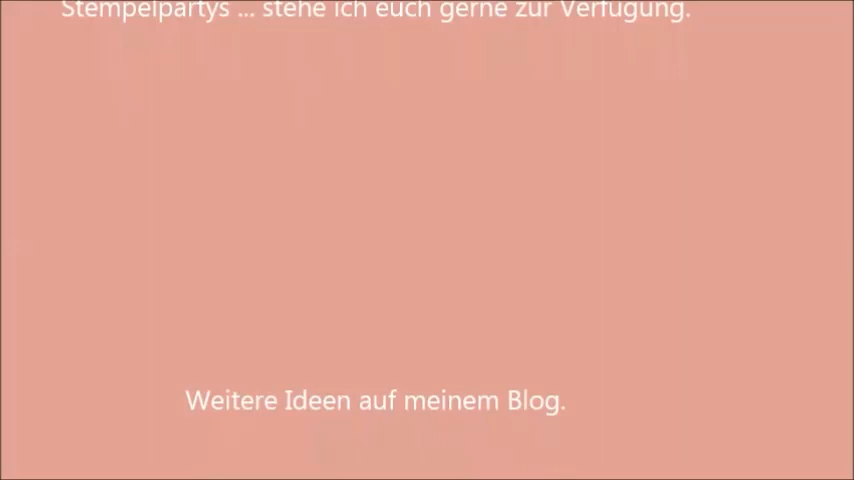 Stempelpartys ... stehe ich euch gerne zur Verfügung.
Weitere Ideen auf meinem Blog.